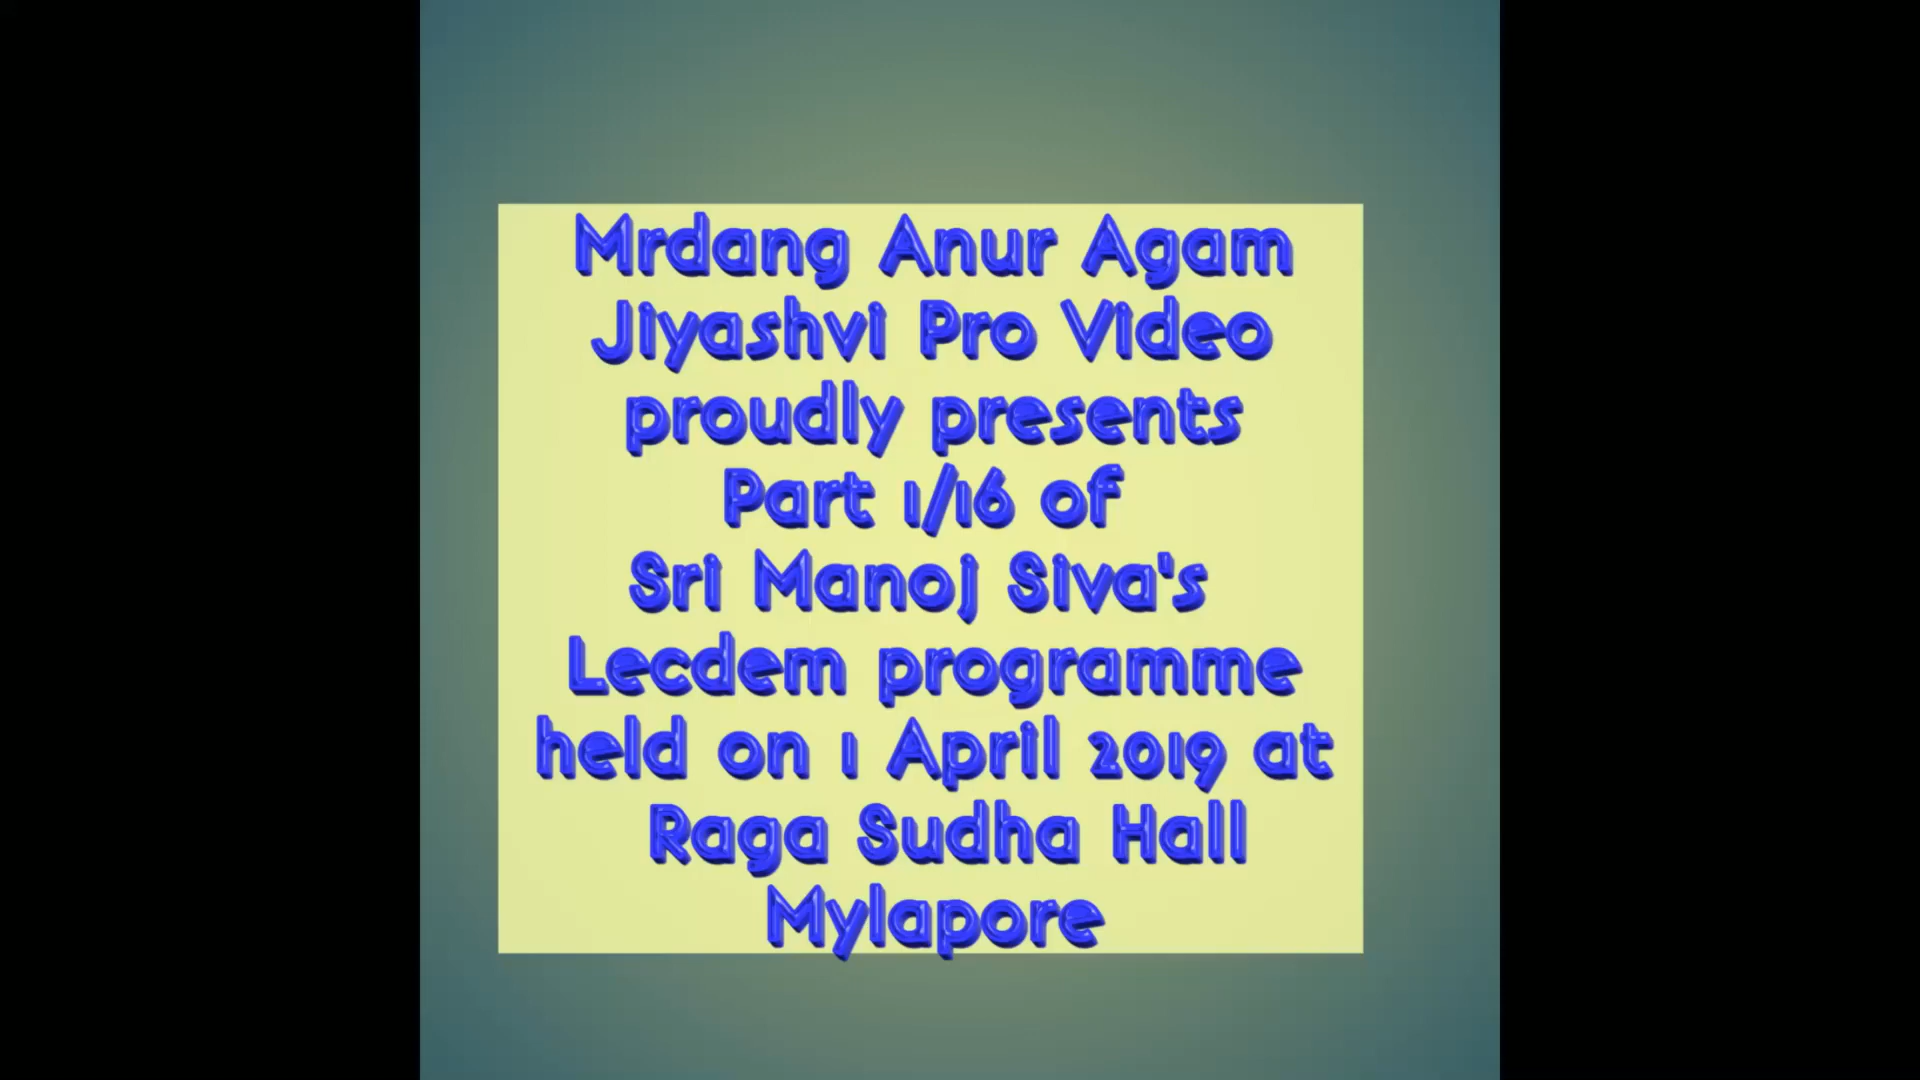 Mrdang Anur Agam
Jiyashvi Pro Video
proudly presents
Part 1/16 of
Sri Manoj Siva's
Lecdem programme
held on 1 April 2019 at
Raga Sudha Hall
Mylapore